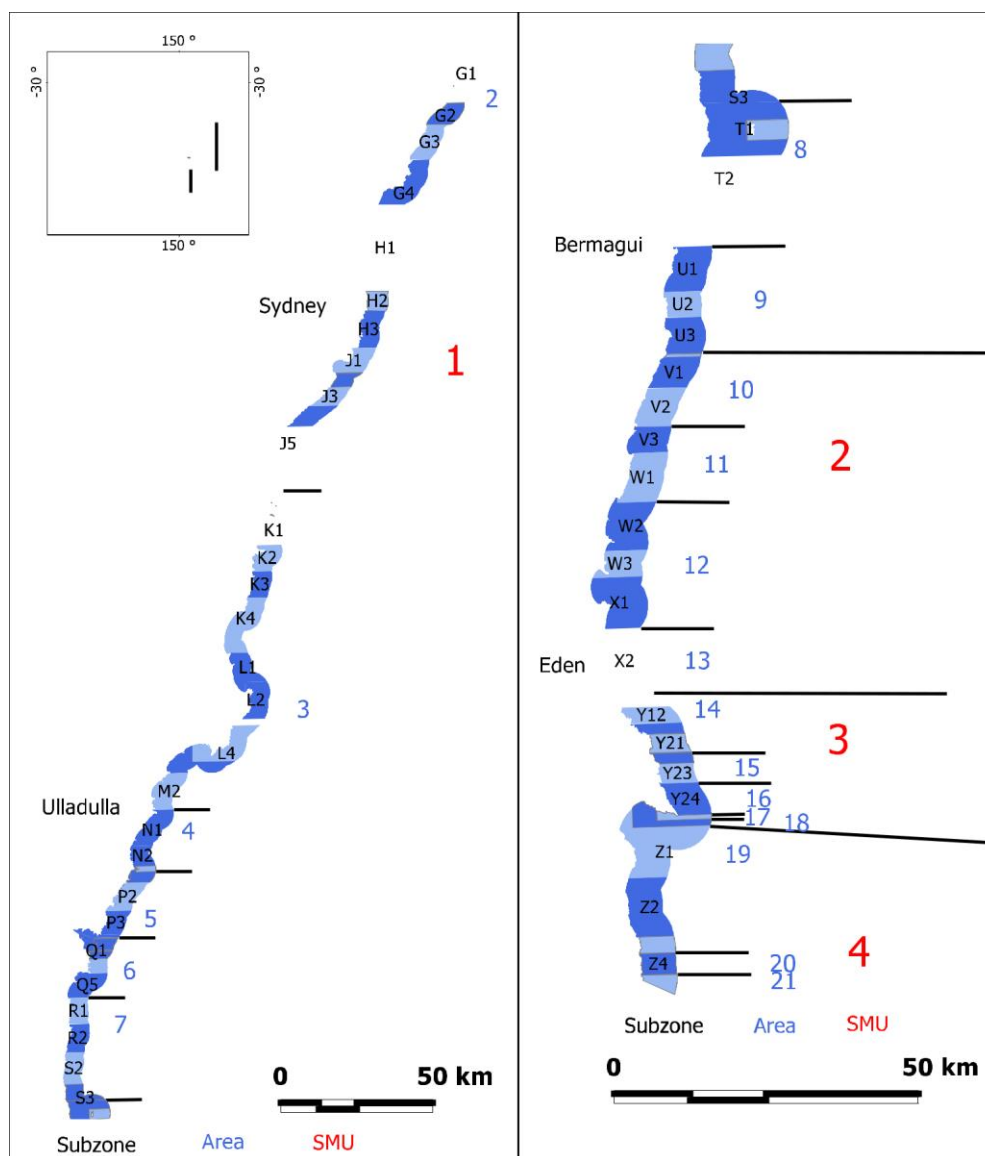 150 °
-30 °
-30 °
150 °
G1
2
G2
G3
G4
H1
Sydney
H2
H3
1
J1
J3
J5
K1
K2
K3
K4
L1
L2
3
L4
M2
Ulladulla
N1
4
N2
P2
P3
5
Q1
6
Q5
R1
7
R2
S2
S3
0
50 km
Subzone
Area
SMU
S3
T1
8
T2
Bermagui
U1
9
U2
U3
V1
10
V2
V3
2
11
W1
W2
W3
12
X1
Eden
X2
13
Y12
14
Y21
3
Y23
15
Y24
16
17
18
Z1
19
Z2
4
Z4
20
21
Subzone
Area
SMU
0
50 km